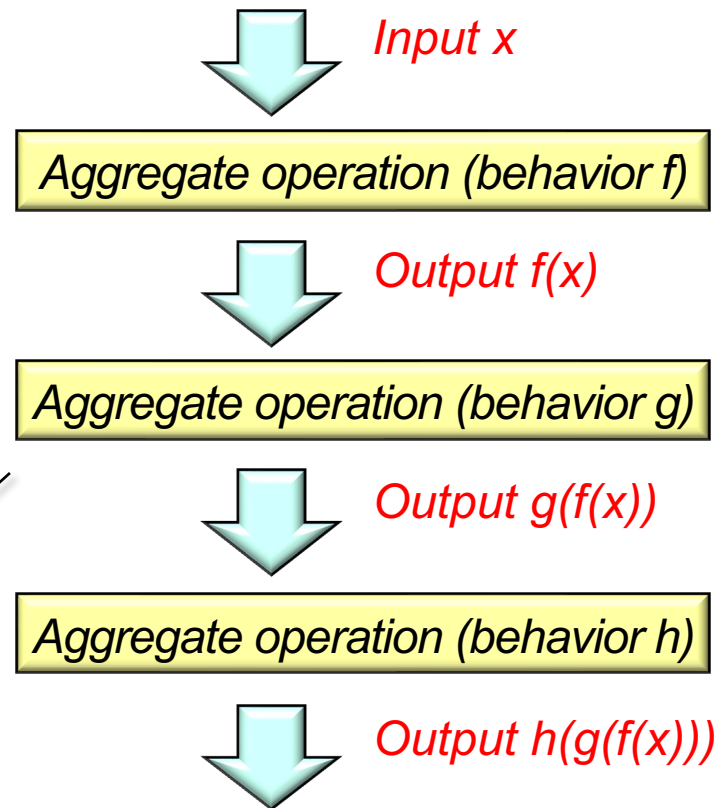 Input x
Aggregate operation (behavior f)
Output f(x)
Aggregate operation (behavior g)
Output g(f(x))
Aggregate operation (behavior h)
Output h(g(f(x)))